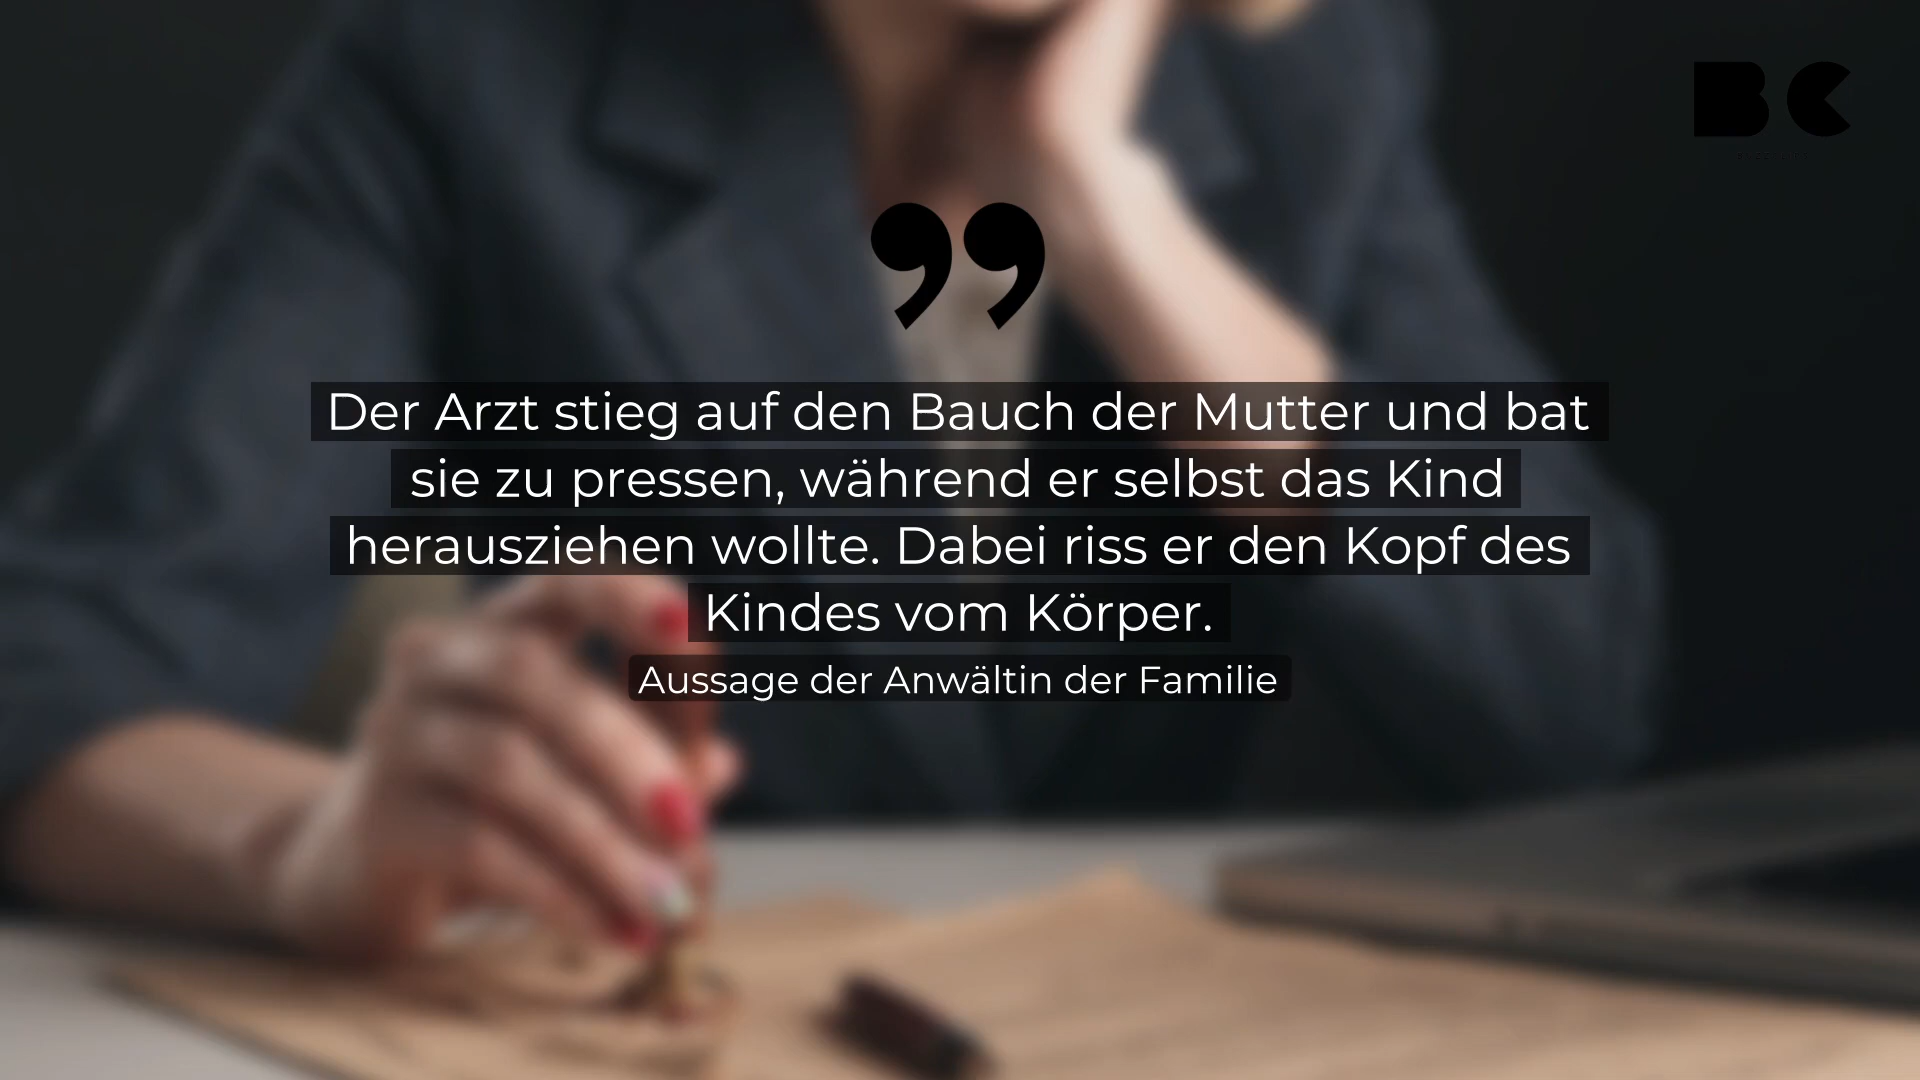 BC
”
Der Arzt stieg auf den Bauch der Mutter und bat
sie zu pressen, während er selbst das Kind
herausziehen wollte. Dabei riss er den Kopf des
Kindes vom Körper.
Aussage der Anwältin der Familie